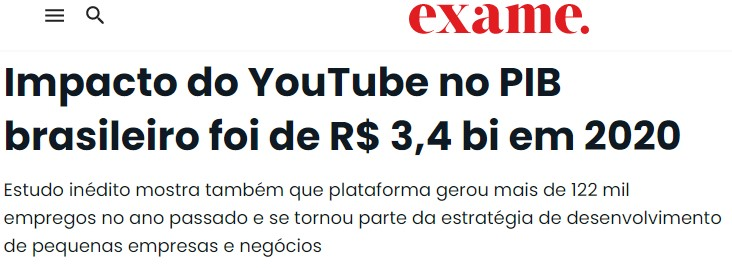 exame.
Impacto do YouTube no PIB
brasileiro foi de R$ 3,4 bi em 2020
Estudo inédito mostra também que plataforma gerou mais de 122 mil
empregos no ano passado e se tornou parte da estratégia de desenvolvimento
de pequenas empresas e negócios